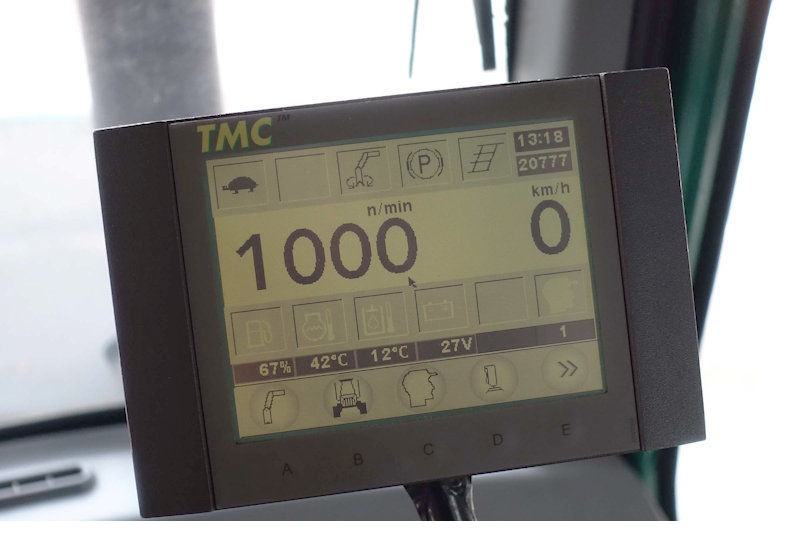 TMC™
13:18
P
20777
n/min
km/h
1000
0
67% 42°C 12°C 27V 1
A B C D E